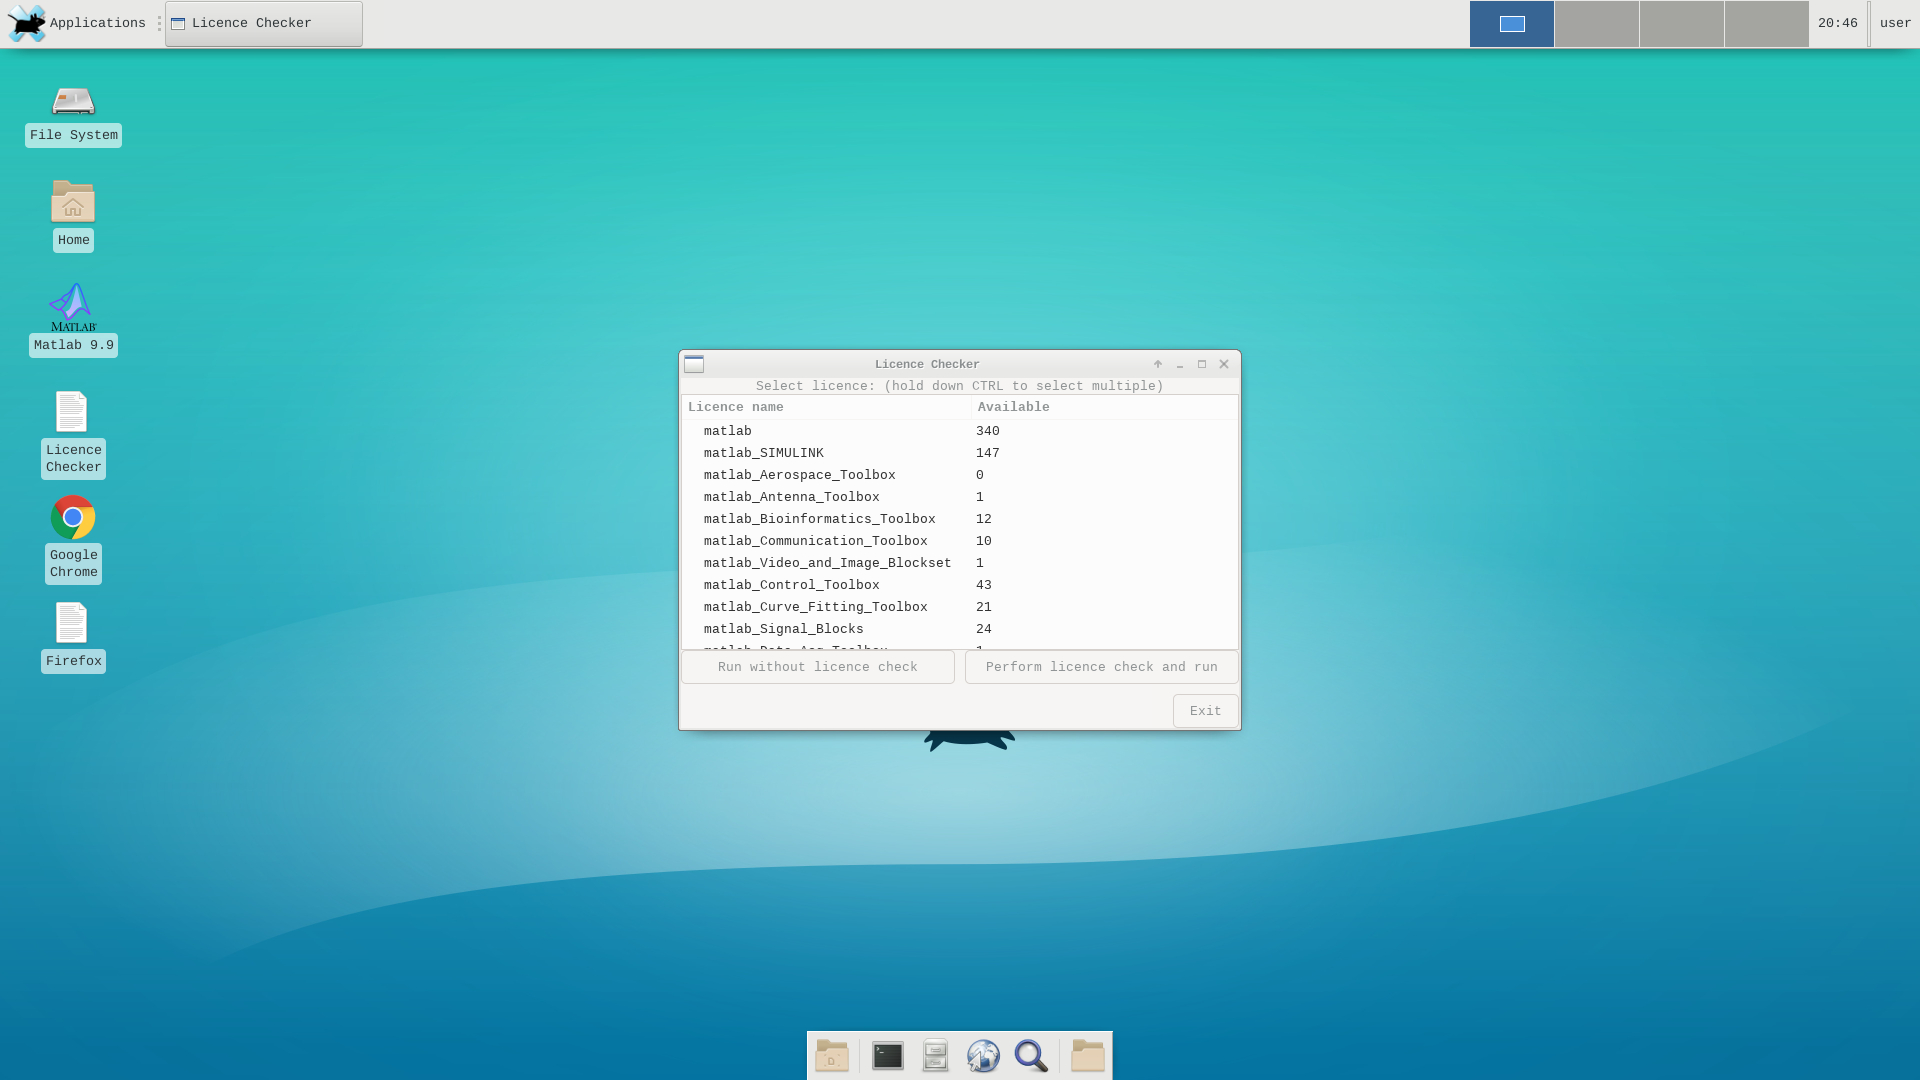 Applications
Licence Checker
20:46
user
File System
Home
MATLAB
Matlab 9.9
Licence
Checker
Google
Chrome
Firefox
Licence Checker
Select licence: (hold down CTRL to select multiple)
Licence name Available
matlab 340
matlab_SIMULINK 147
matlab_Aerospace_Toolbox 0
matlab_Antenna_Toolbox 1
matlab_Bioinformatics_Toolbox 12
matlab_Communication_Toolbox 10
matlab_Video_and_Image_Blockset 1
matlab_Control_Toolbox 43
matlab_Curve_Fitting_Toolbox 21
matlab_Signal_Blocks 24
matlab_Data_Acq_Toolbox 1
Run without licence check Perform licence check and run
Exit